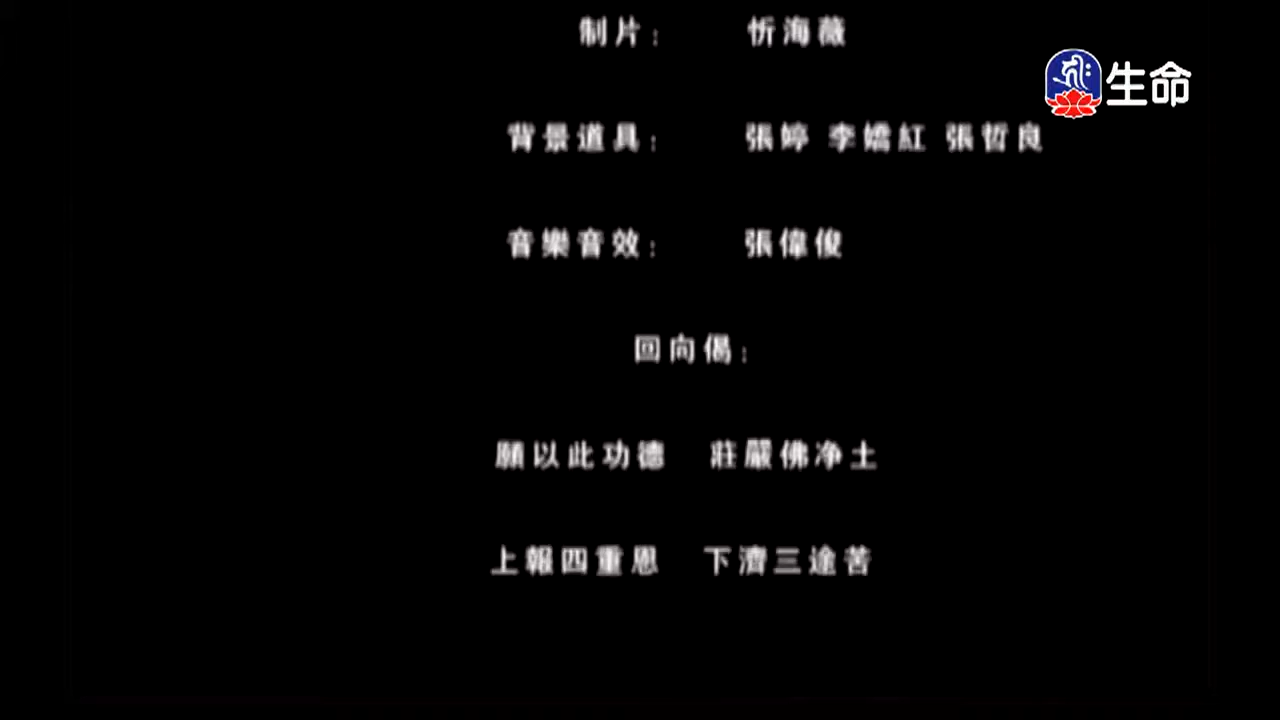 制片: 忻海薇
生命
背景道具: 張婷 李嬌紅 張哲良
音樂音效: 張偉俊
回向偈:
願以此功德 莊嚴佛净土
上報四重恩 下濟三途苦